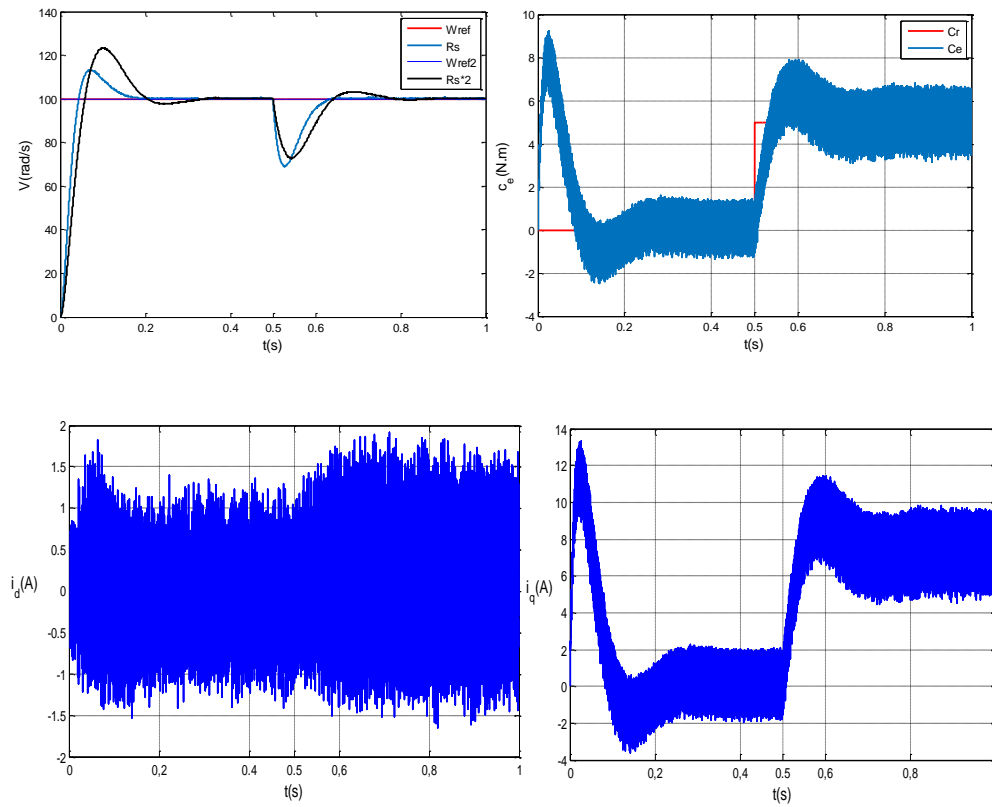 140
120
100
80
60
40
20
0
V(rad/s)
0 0.2 0.4 0.5 0.6 0.8 1
t(s)
Wref
Rs
Wref2
Rs*2
10
8
6
4
2
0
-2
-4
c_e(N.m)
0 0.2 0.4 0.5 0.6 0.8 1
t(s)
Cr
Ce
2
1.5
1
0.5
0
-0.5
-1
-1.5
-2
i_d(A)
0 0,2 0,4 0.5 0,6 0,8 1
t(s)
14
12
10
8
6
4
2
0
-2
-4
i_q(A)
0 0,2 0,4 0.5 0,6 0,8
t(s)